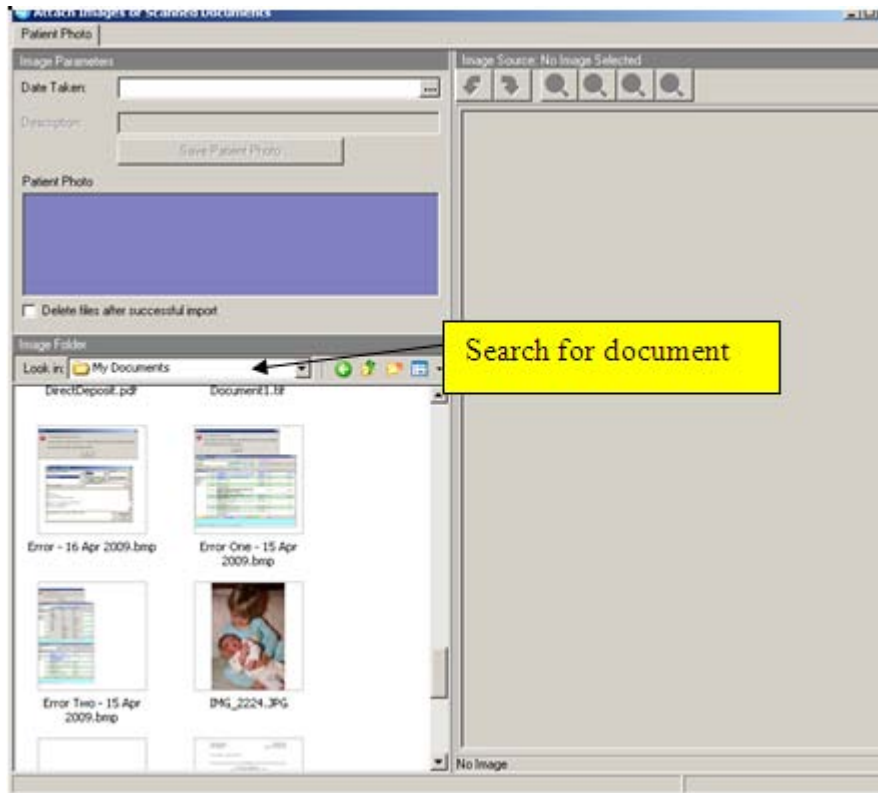 Attach Images or Scanned Documents
Patient Photo
Image Parameters
Date Taken:
...
Description:
Save Patient Photo...
Patient Photo
Delete files after successful import
Image Folder
Look in: My Documents
DirectDeposit.pdf
Document1.tif
Error - 16 Apr 2009.bmp
Error One - 15 Apr
2009.bmp
Error Two - 15 Apr
2009.bmp
IMG_2224.JPG
Image Source: No Image Selected
Search for document
No Image